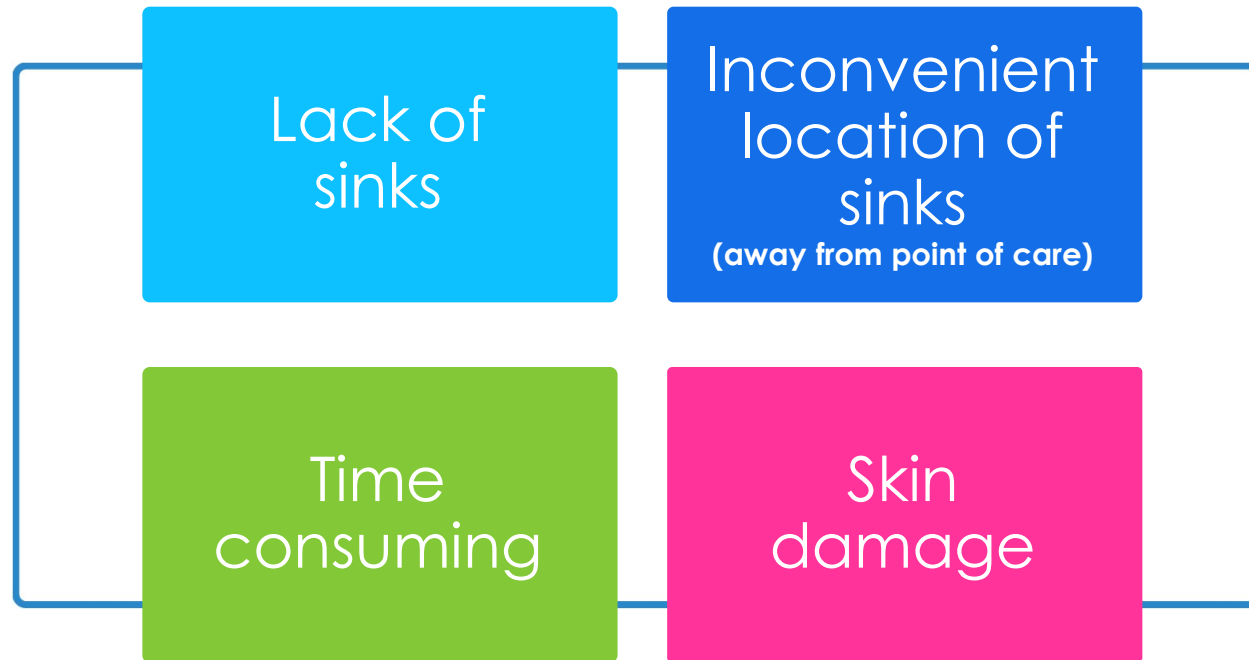 Lack of
sinks
Inconvenient
location of
sinks
(away from point of care)
Time
consuming
Skin
damage